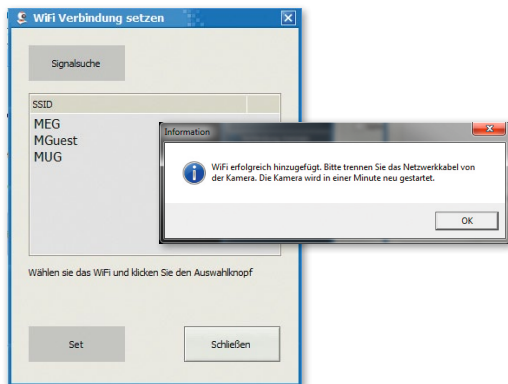 WiFi Verbindung setzen
Signalsuche
SSID
MEG
MGuest
MUG
Information
WiFi erfolgreich hinzugefügt. Bitte trennen Sie das Netzwerkkabel von
der Kamera. Die Kamera wird in einer Minute neu gestartet.
OK
Wählen sie das WiFi und klicken Sie den Auswahlknopf
Set
Schließen